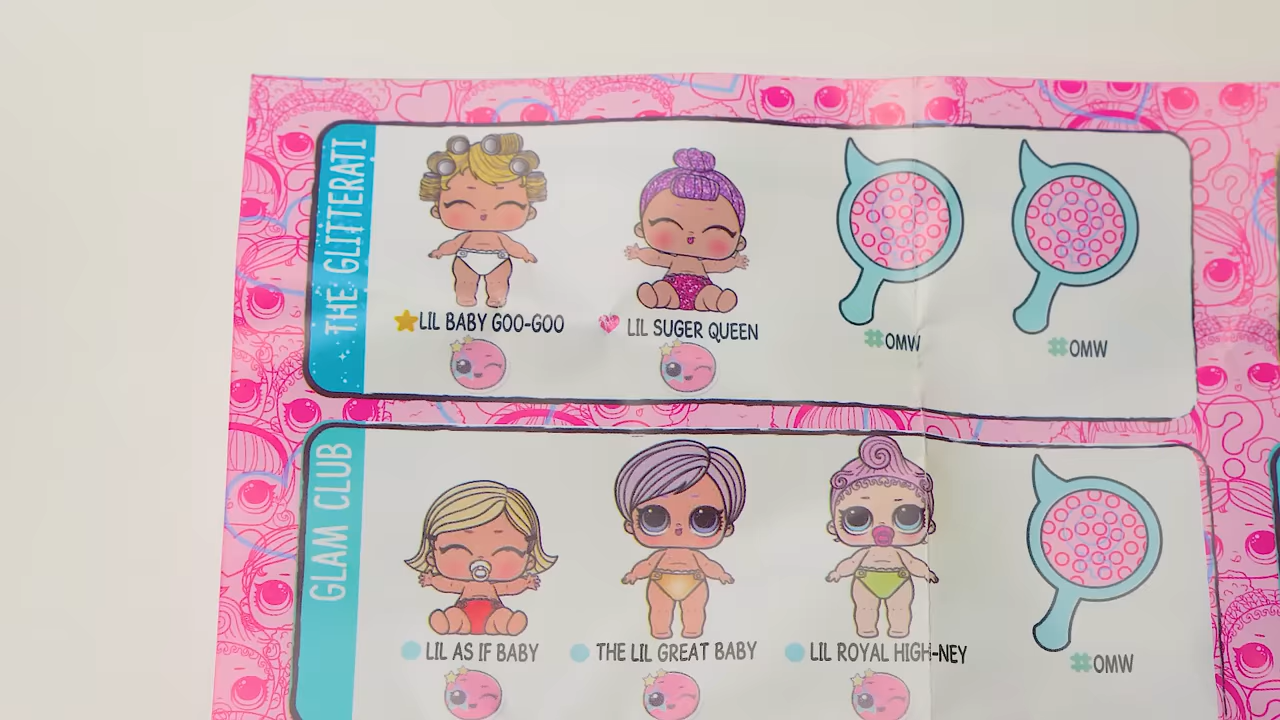 THE GLITTERATI
LIL BABY GOO-GOO
LIL SUGER QUEEN
#OMW
#OMW
GLAM CLUB
LIL AS IF BABY
THE LIL GREAT BABY
LIL ROYAL HIGH-NEY
#OMW